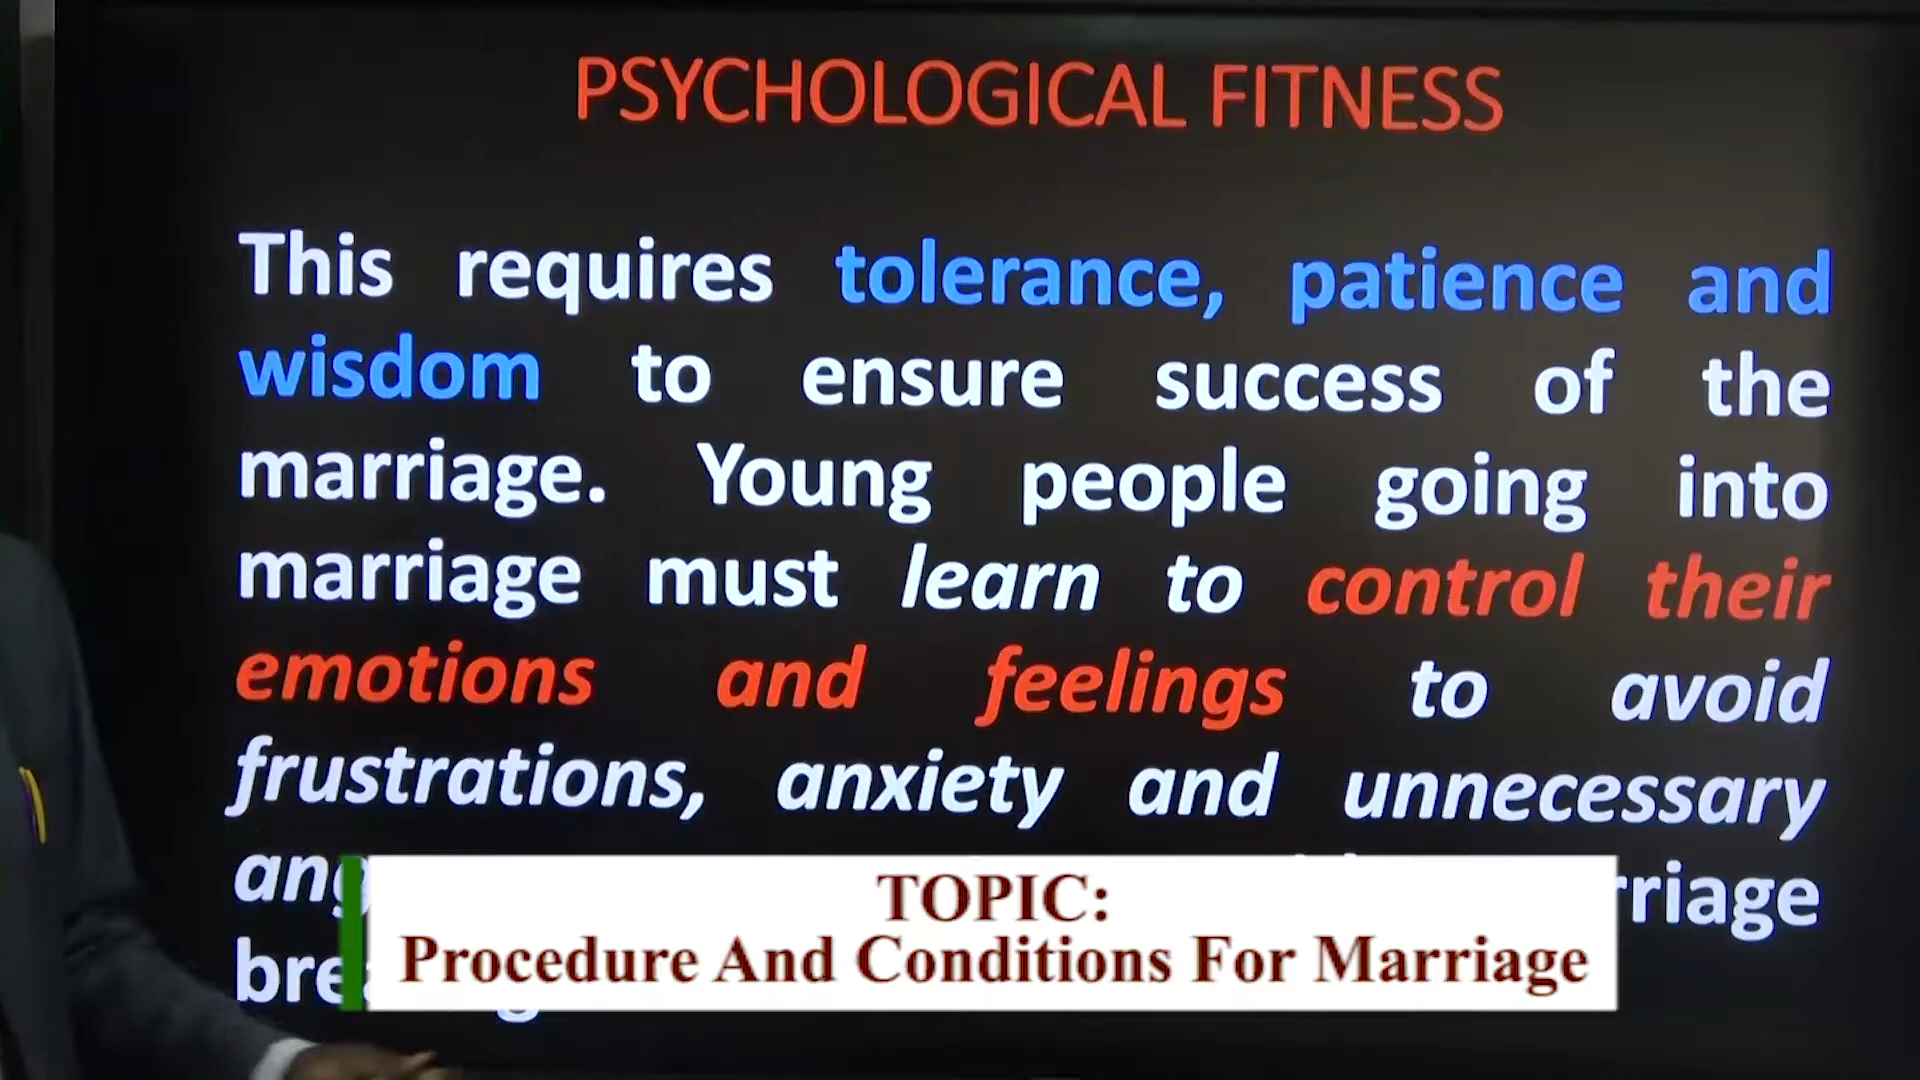 PSYCHOLOGICAL FITNESS
This requires tolerance, patience and
wisdom to ensure success of the
marriage. Young people going into
marriage must learn to control their
emotions and feelings to avoid
frustrations, anxiety and unnecessary
TOPIC:
Procedure And Conditions For Marriage